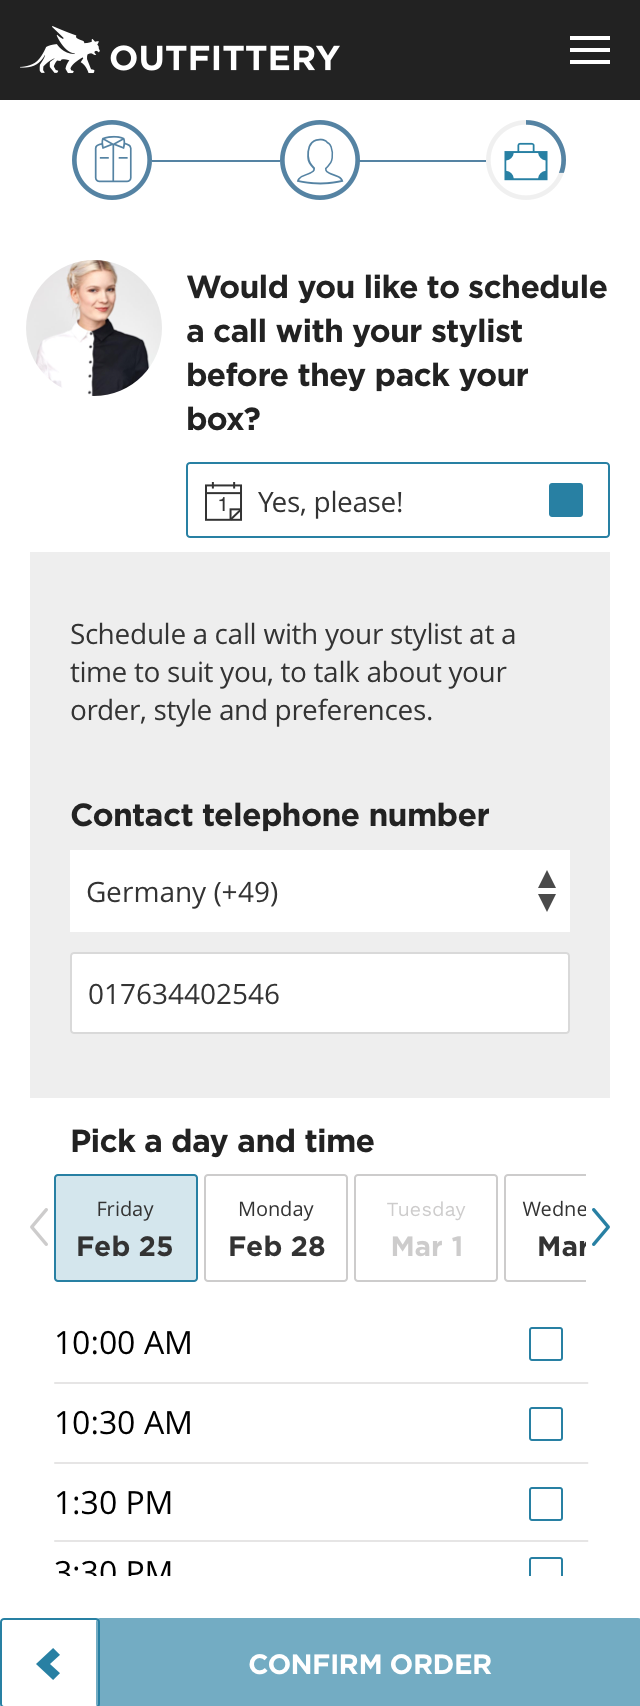 OUTFITTERY
Would you like to schedule
a call with your stylist
before they pack your
box?
1 Yes, please!
Schedule a call with your stylist at a
time to suit you, to talk about your
order, style and preferences.
Contact telephone number
Germany (+49)
017634402546
Pick a day and time
Friday Monday Tuesday Wedne
Feb 25 Feb 28 Mar 1 Mar
10:00 AM
10:30 AM
1:30 PM
3:30 PM
CONFIRM ORDER